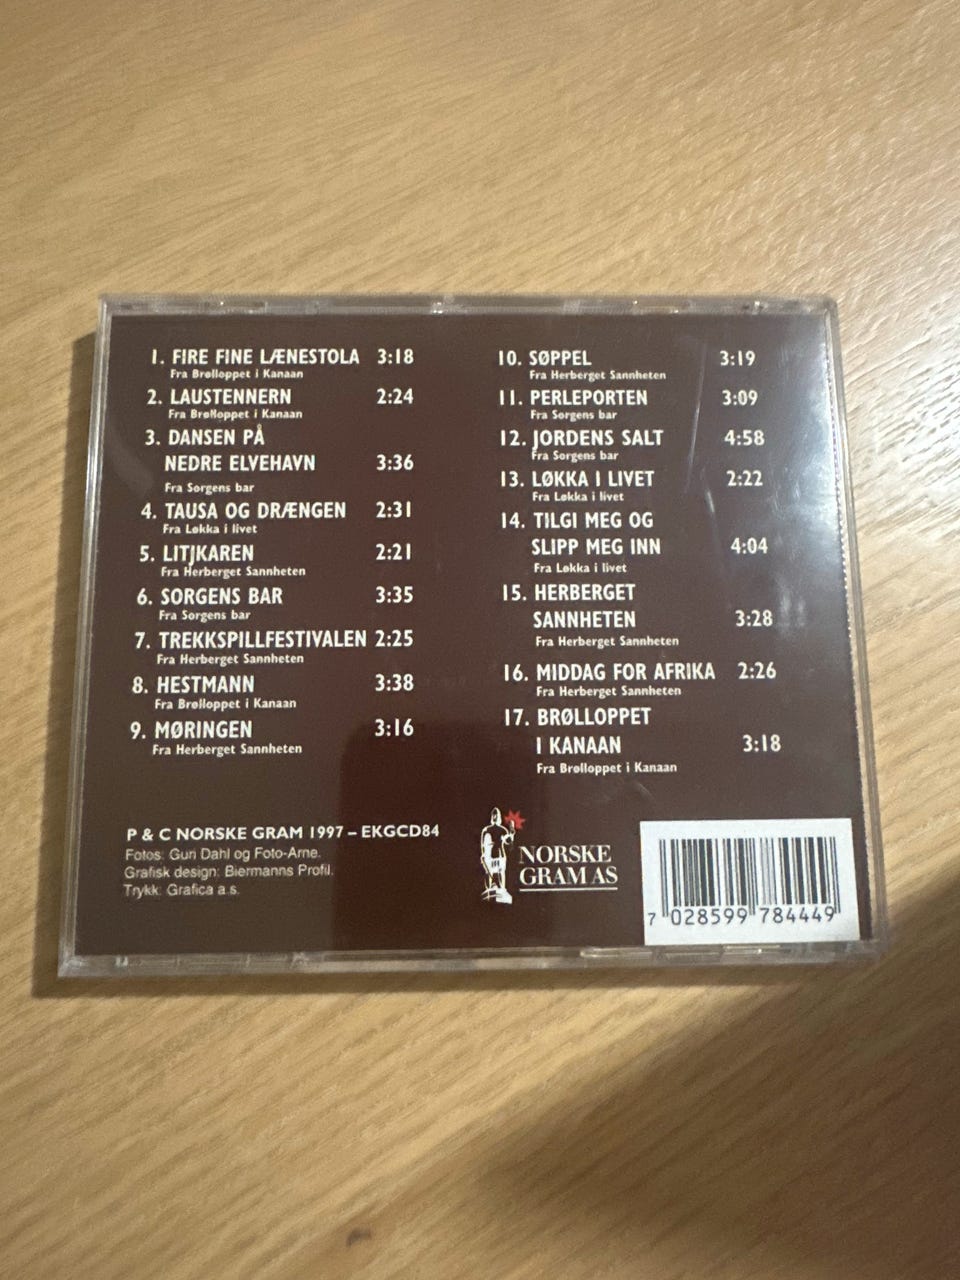 1. FIRE FINE LÆNESTOLA 3:18
Fra Brølloppet i Kanaan
2. LAUSTENNERN 2:24
Fra Brølloppet i Kanaan
3. DANSEN PÅ
NEDRE ELVEHAVN 3:36
Fra Sorgens bar
4. TAUSA OG DRÆNGEN 2:31
Fra Løkka i livet
5. LITJKAREN 2:21
Fra Herberget Sannheten
6. SORGENS BAR 3:35
Fra Sorgens bar
7. TREKKSPILLFESTIVALEN 2:25
Fra Herberget Sannheten
8. HESTMANN 3:38
Fra Brølloppet i Kanaan
9. MØRINGEN 3:16
Fra Herberget Sannheten
10. SØPPEL 3:19
Fra Herberget Sannheten
11. PERLEPORTEN 3:09
Fra Sorgens bar
12. JORDENS SALT 4:58
Fra Sorgens bar
13. LØKKA I LIVET 2:22
Fra Løkka i livet
14. TILGI MEG OG
SLIPP MEG INN 4:04
Fra Løkka i livet
15. HERBERGET
SANNHETEN 3:28
Fra Herberget Sannheten
16. MIDDAG FOR AFRIKA 2:26
Fra Herberget Sannheten
17. BRØLLOPPET
I KANAAN 3:18
Fra Brølloppet i Kanaan
P & C NORSKE GRAM 1997 – EKGCD84
Fotos: Guri Dahl og Foto-Arne.
Grafisk design: Biermanns Profil.
Trykk: Grafica a.s.
NORSKE
GRAM AS
7 028599 784449